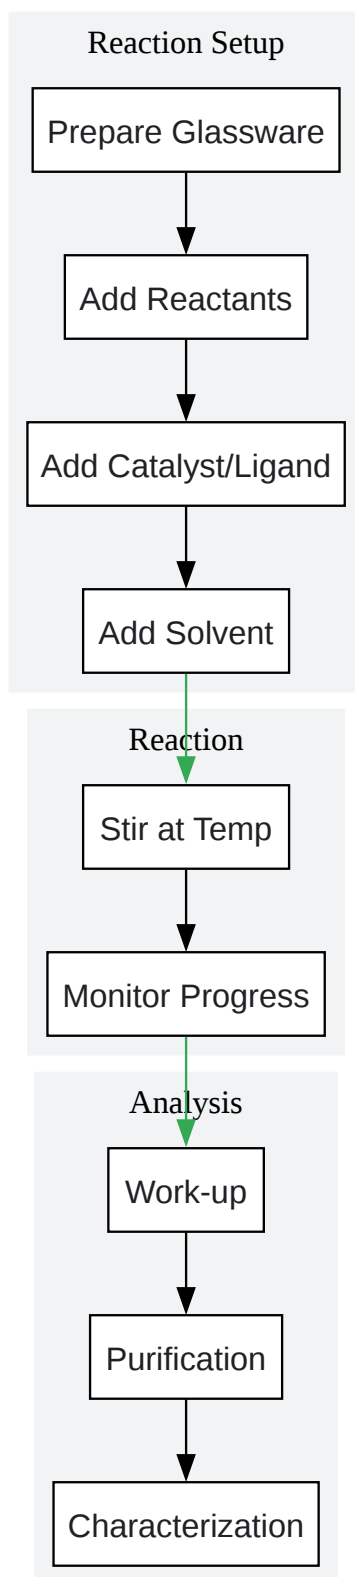 Reaction Setup
Prepare Glassware
Add Reactants
Add Catalyst/Ligand
Add Solvent
Reaction
Stir at Temp
Monitor Progress
Analysis
Work-up
Purification
Characterization